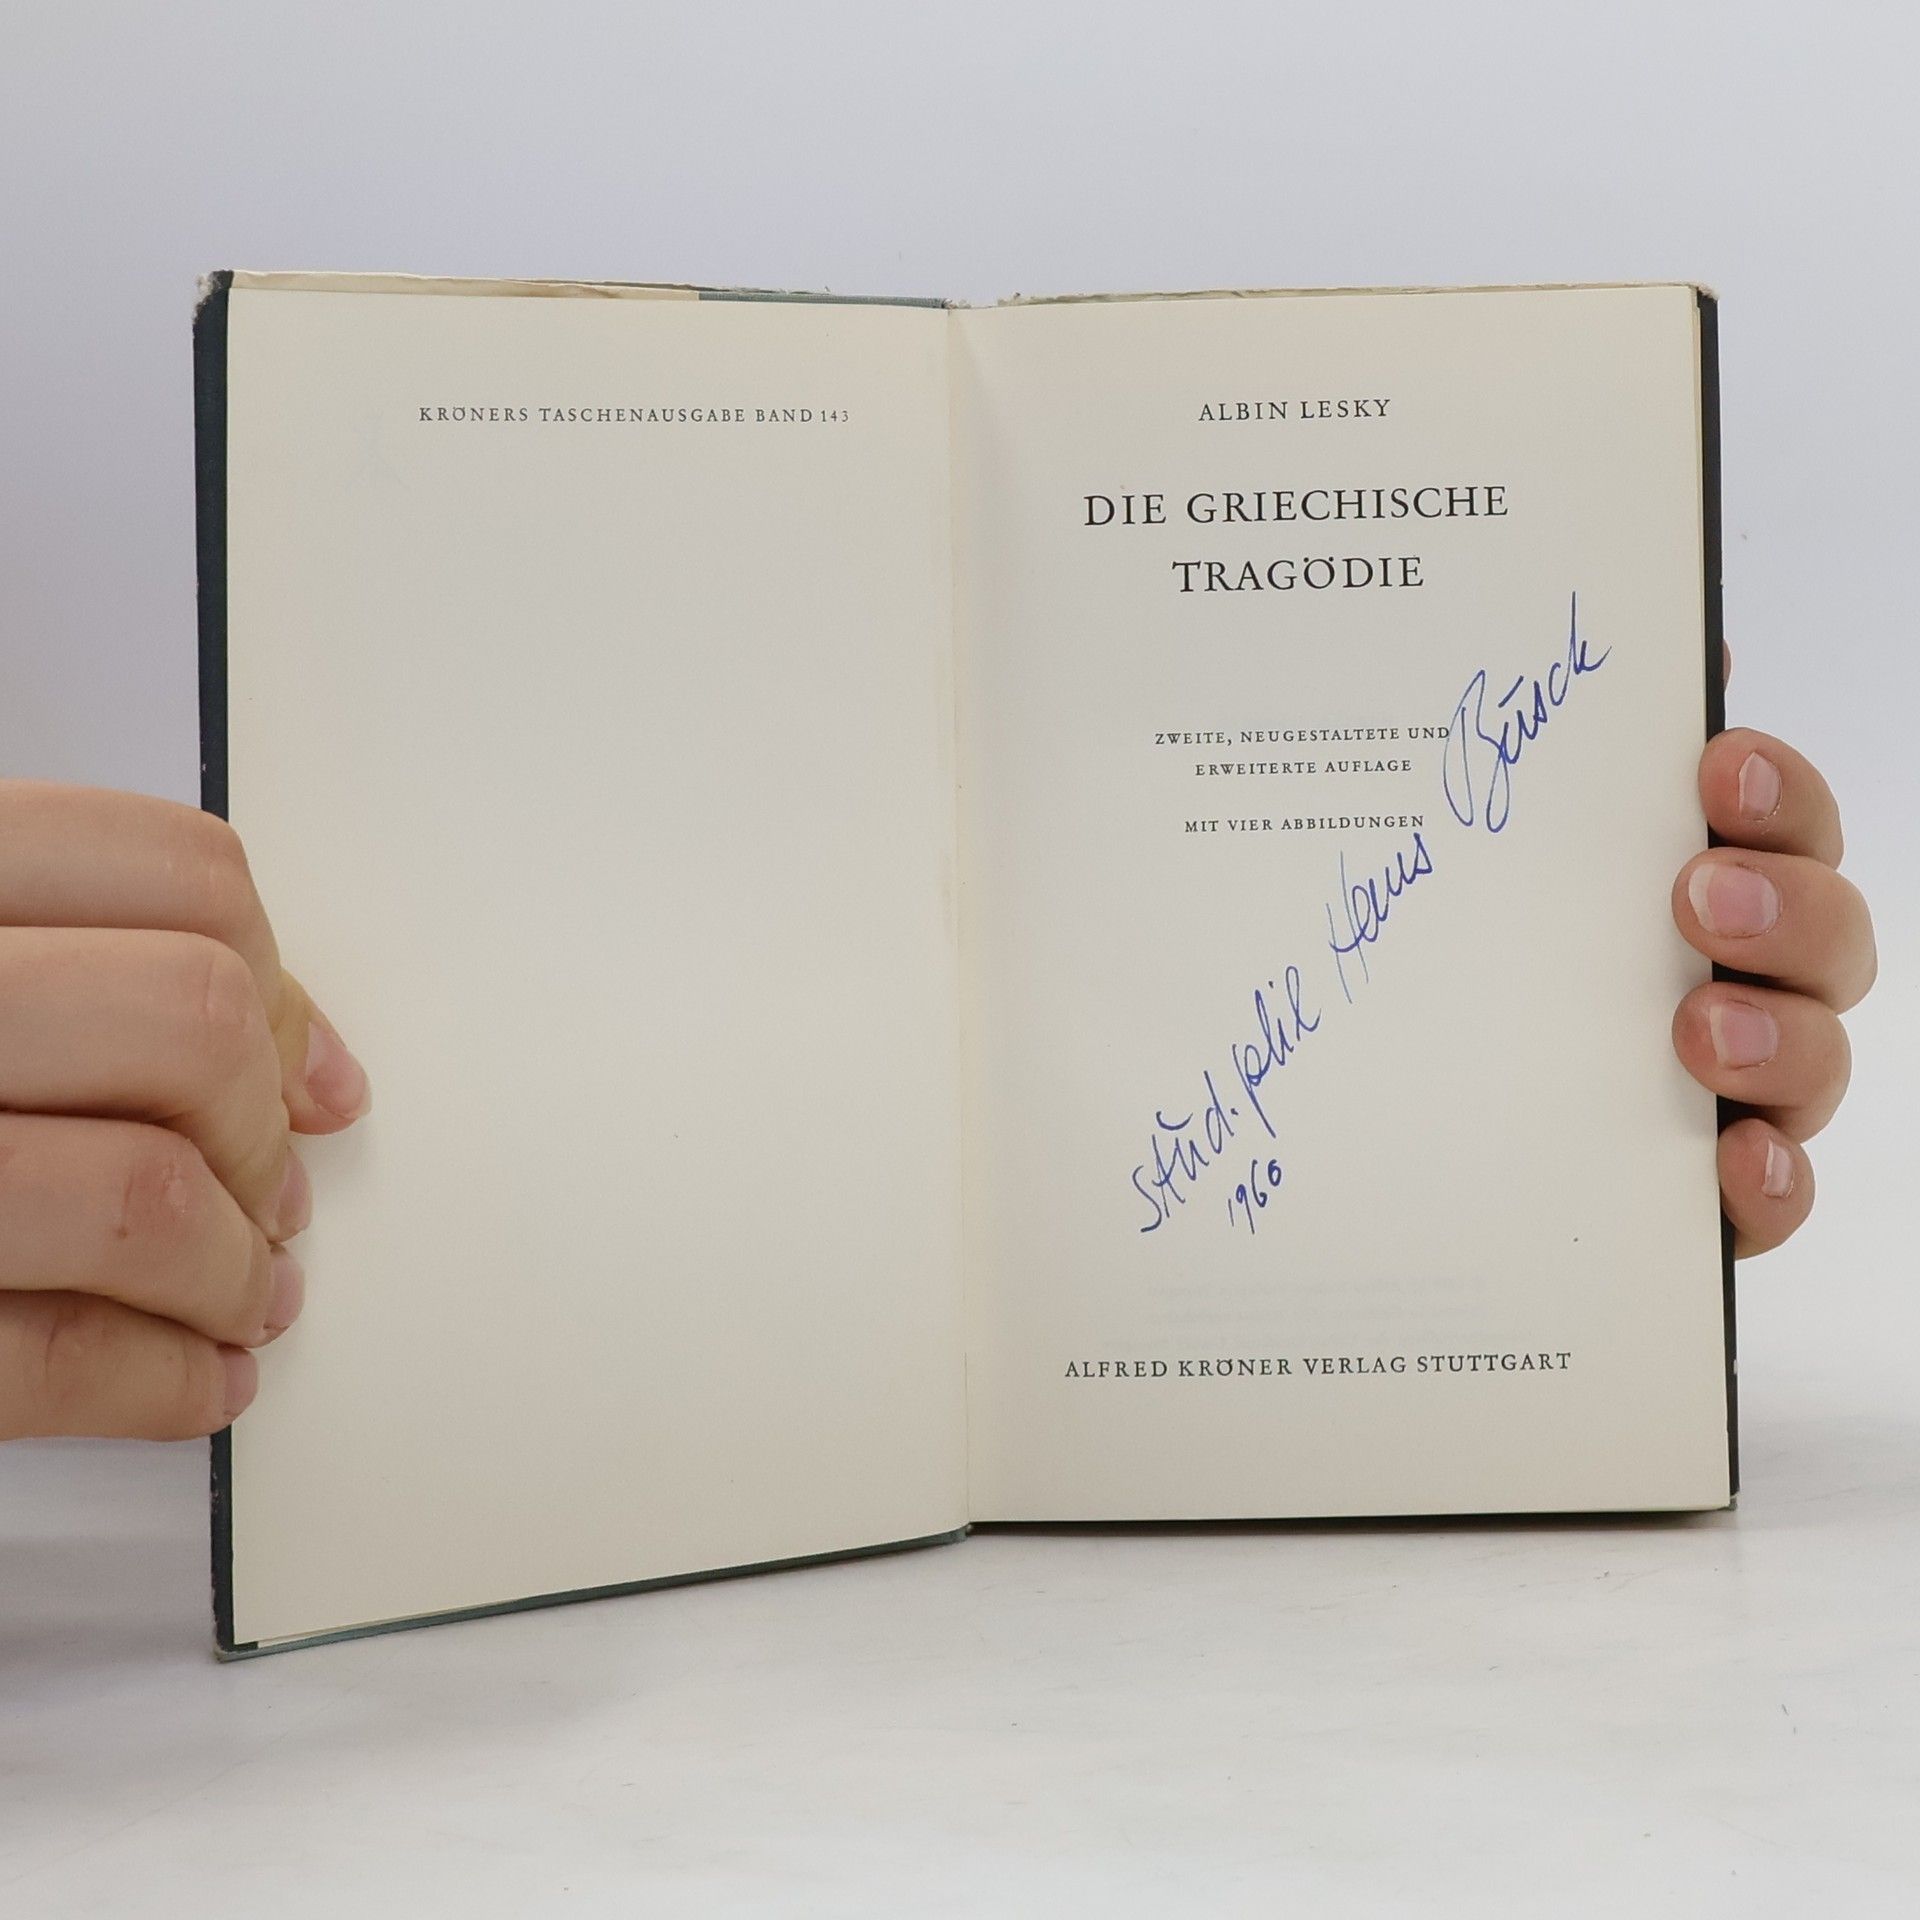 KRÖNERS TASCHENAUSGABE BAND 143
ALBIN LESKY
DIE GRIECHISCHE
TRAGÖDIE
ZWEITE, NEUGESTALTETE UND
ERWEITERTE AUFLAGE
MIT VIER ABBILDUNGEN
stud. phil Hans Busch
1960
ALFRED KRÖNER VERLAG STUTTGART